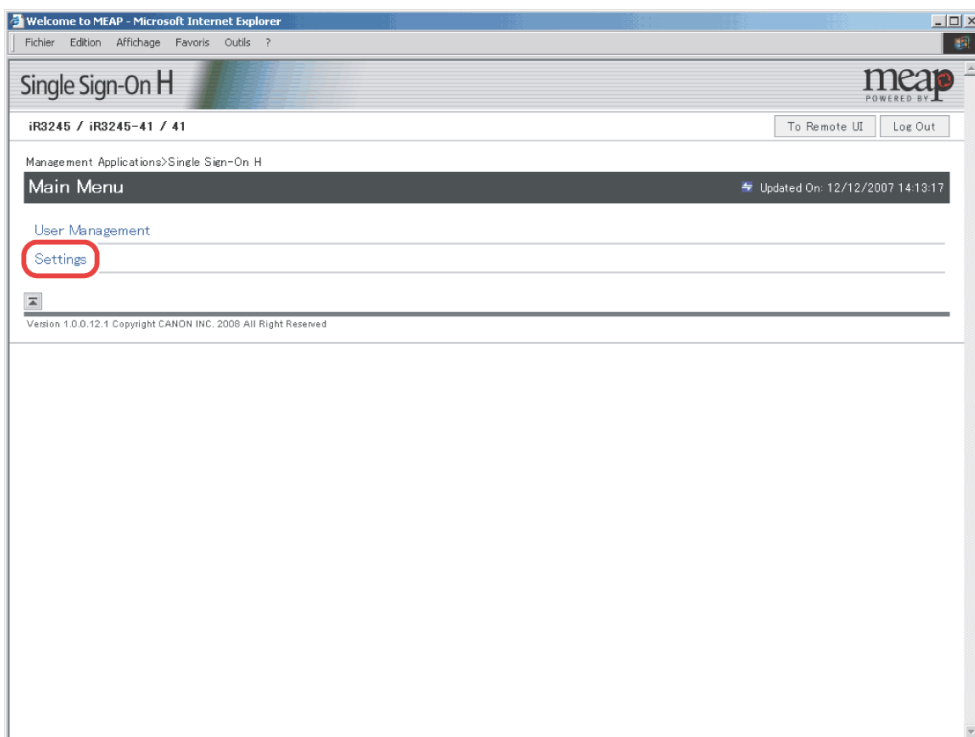 Welcome to MEAP - Microsoft Internet Explorer
Fichier Edition Affichage Favoris Outils ?
Single Sign-On H
meap
POWERED BY
iR3245 / iR3245-41 / 41
To Remote UI Log Out
Management Applications>Single Sign-On H
Main Menu
Updated On: 12/12/2007 14:13:17
User Management
Settings
Version 1.0.0.12.1 Copyright CANON INC. 2008 All Right Reserved